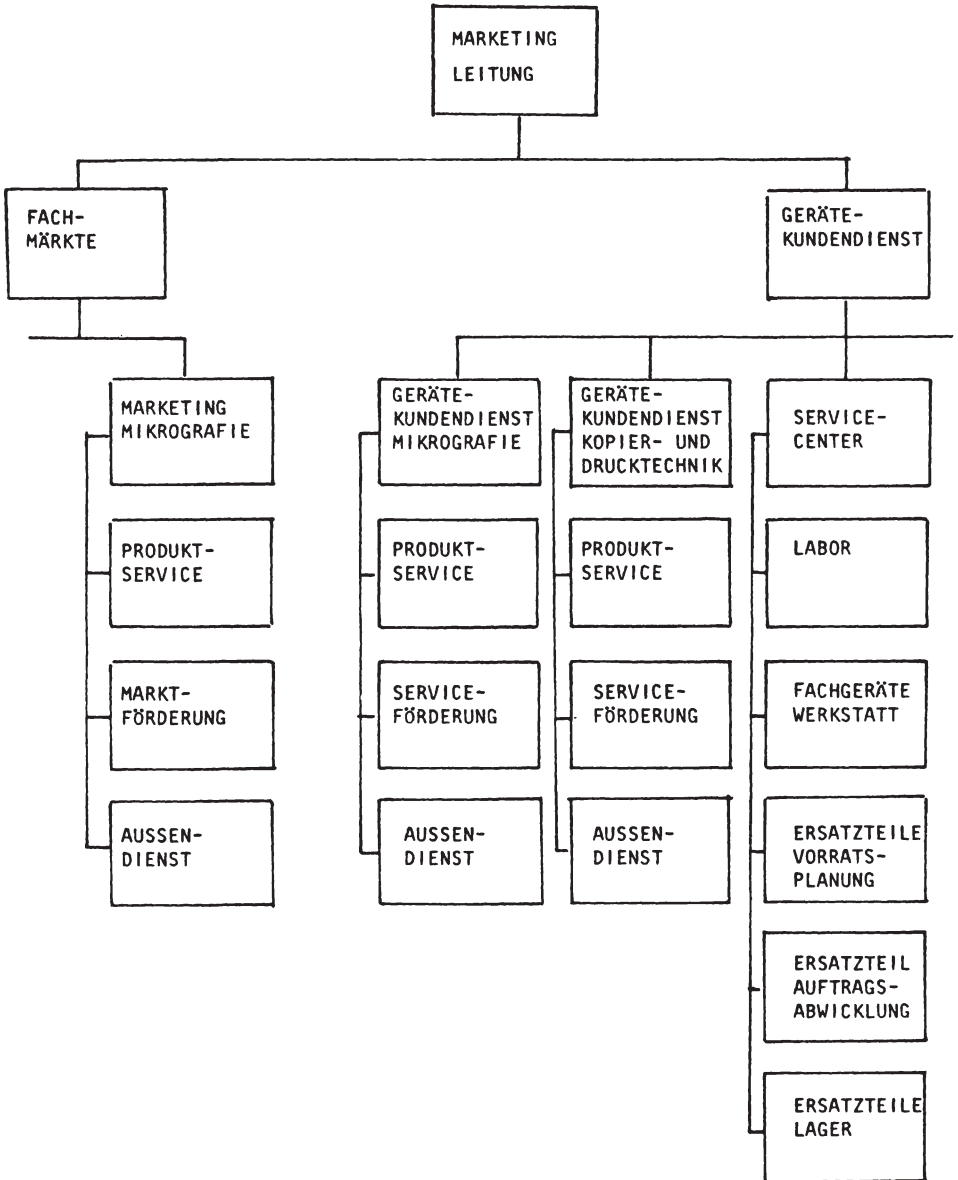 MARKETING
LEITUNG
FACH-
MÄRKTE
GERÄTE-
KUNDENDIENST
MARKETING
MIKROGRAFIE
PRODUKT-
SERVICE
MARKT-
FÖRDERUNG
AUSSEN-
DIENST
GERÄTE-
KUNDENDIENST
MIKROGRAFIE
PRODUKT-
SERVICE
SERVICE-
FÖRDERUNG
AUSSEN-
DIENST
GERÄTE-
KUNDENDIENST
KOPIER- UND
DRUCKTECHNIK
PRODUKT-
SERVICE
SERVICE-
FÖRDERUNG
AUSSEN-
DIENST
SERVICE-
CENTER
LABOR
FACHGERÄTE
WERKSTATT
ERSATZTEILE
VORRATS-
PLANUNG
ERSATZTEIL
AUFTRAGS-
ABWICKLUNG
ERSATZTEILE
LAGER